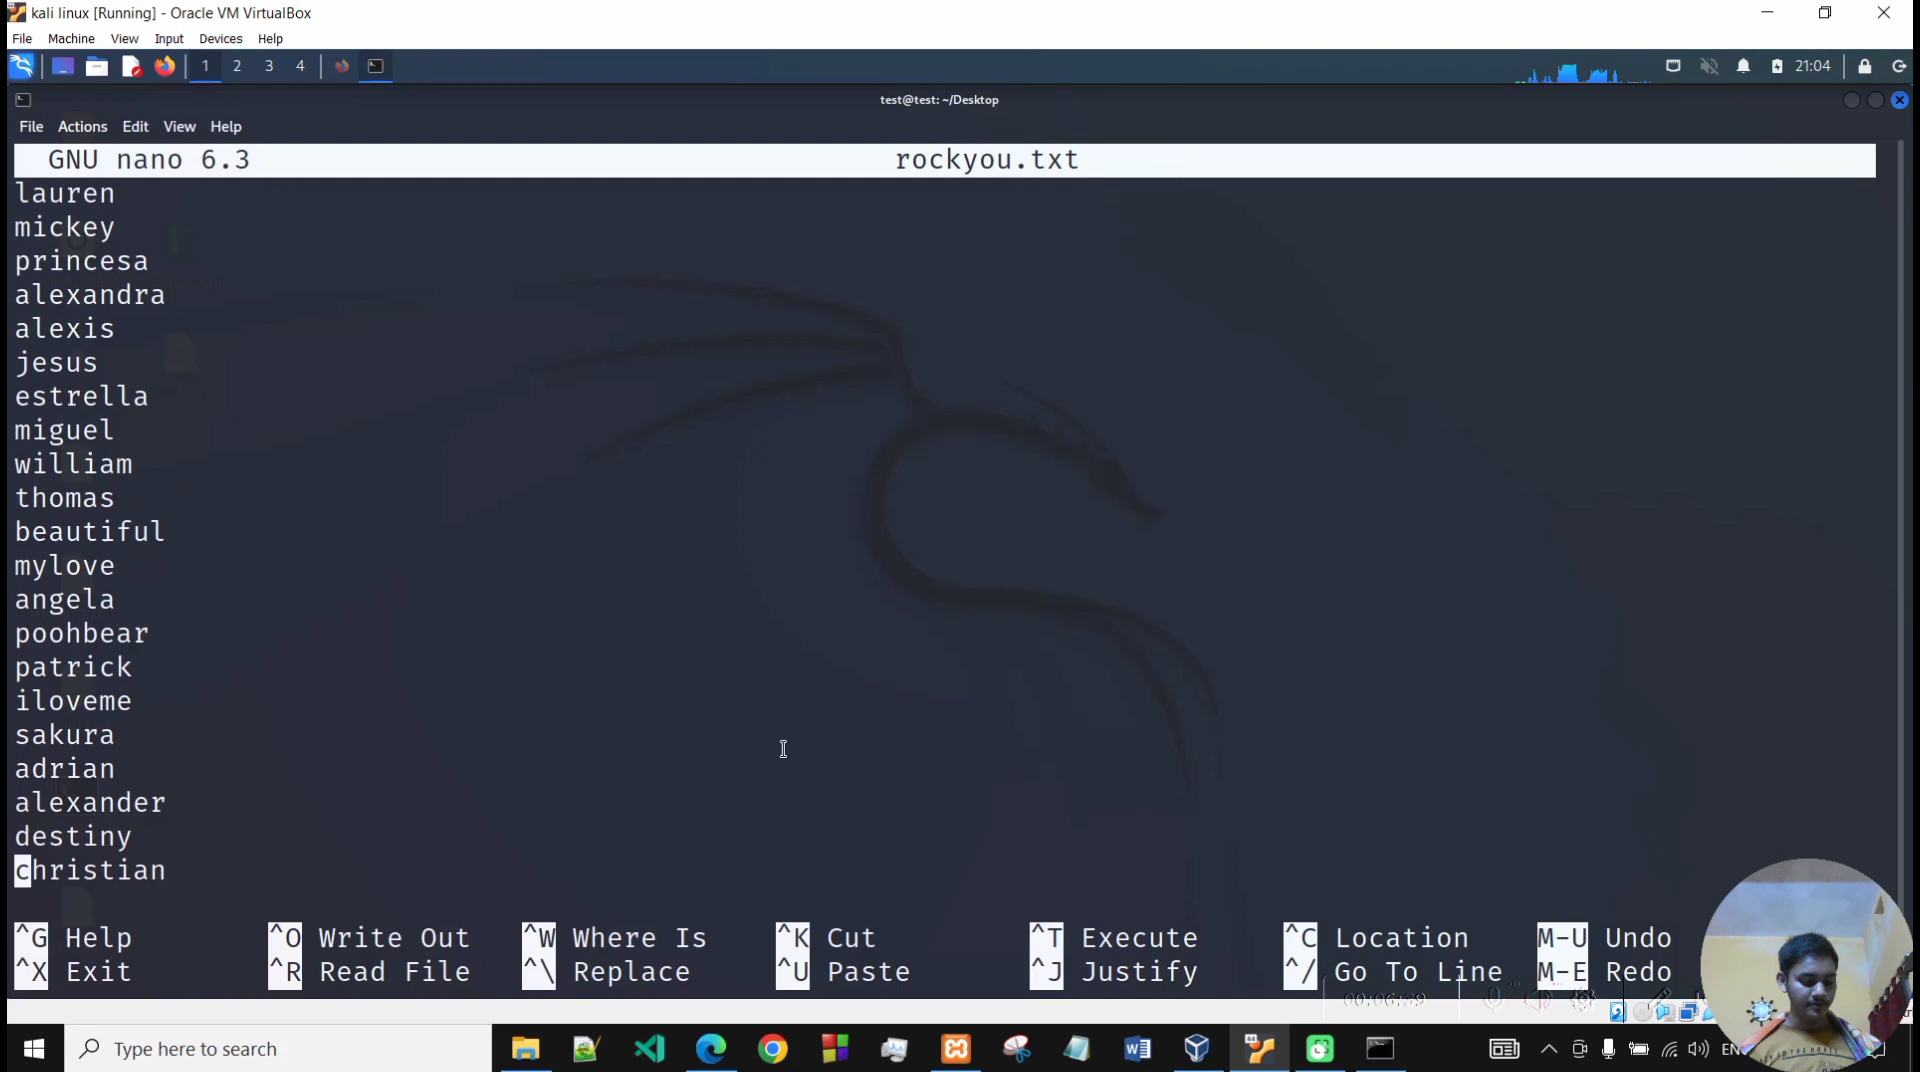 kali linux [Running] - Oracle VM VirtualBox
File Machine View Input Devices Help
1 2 3 4 21:04
test@test: ~/Desktop
File Actions Edit View Help
GNU nano 6.3 rockyou.txt
lauren
mickey
princesa
alexandra
alexis
jesus
estrella
miguel
william
thomas
beautiful
mylove
angela
poohbear
patrick
iloveme
sakura
adrian
alexander
destiny
christian
^G Help ^O Write Out ^W Where Is ^K Cut ^T Execute ^C Location M-U Undo
^X Exit ^R Read File ^\ Replace ^U Paste ^J Justify ^/ Go To Line M-E Redo
00:06:39
Type here to search